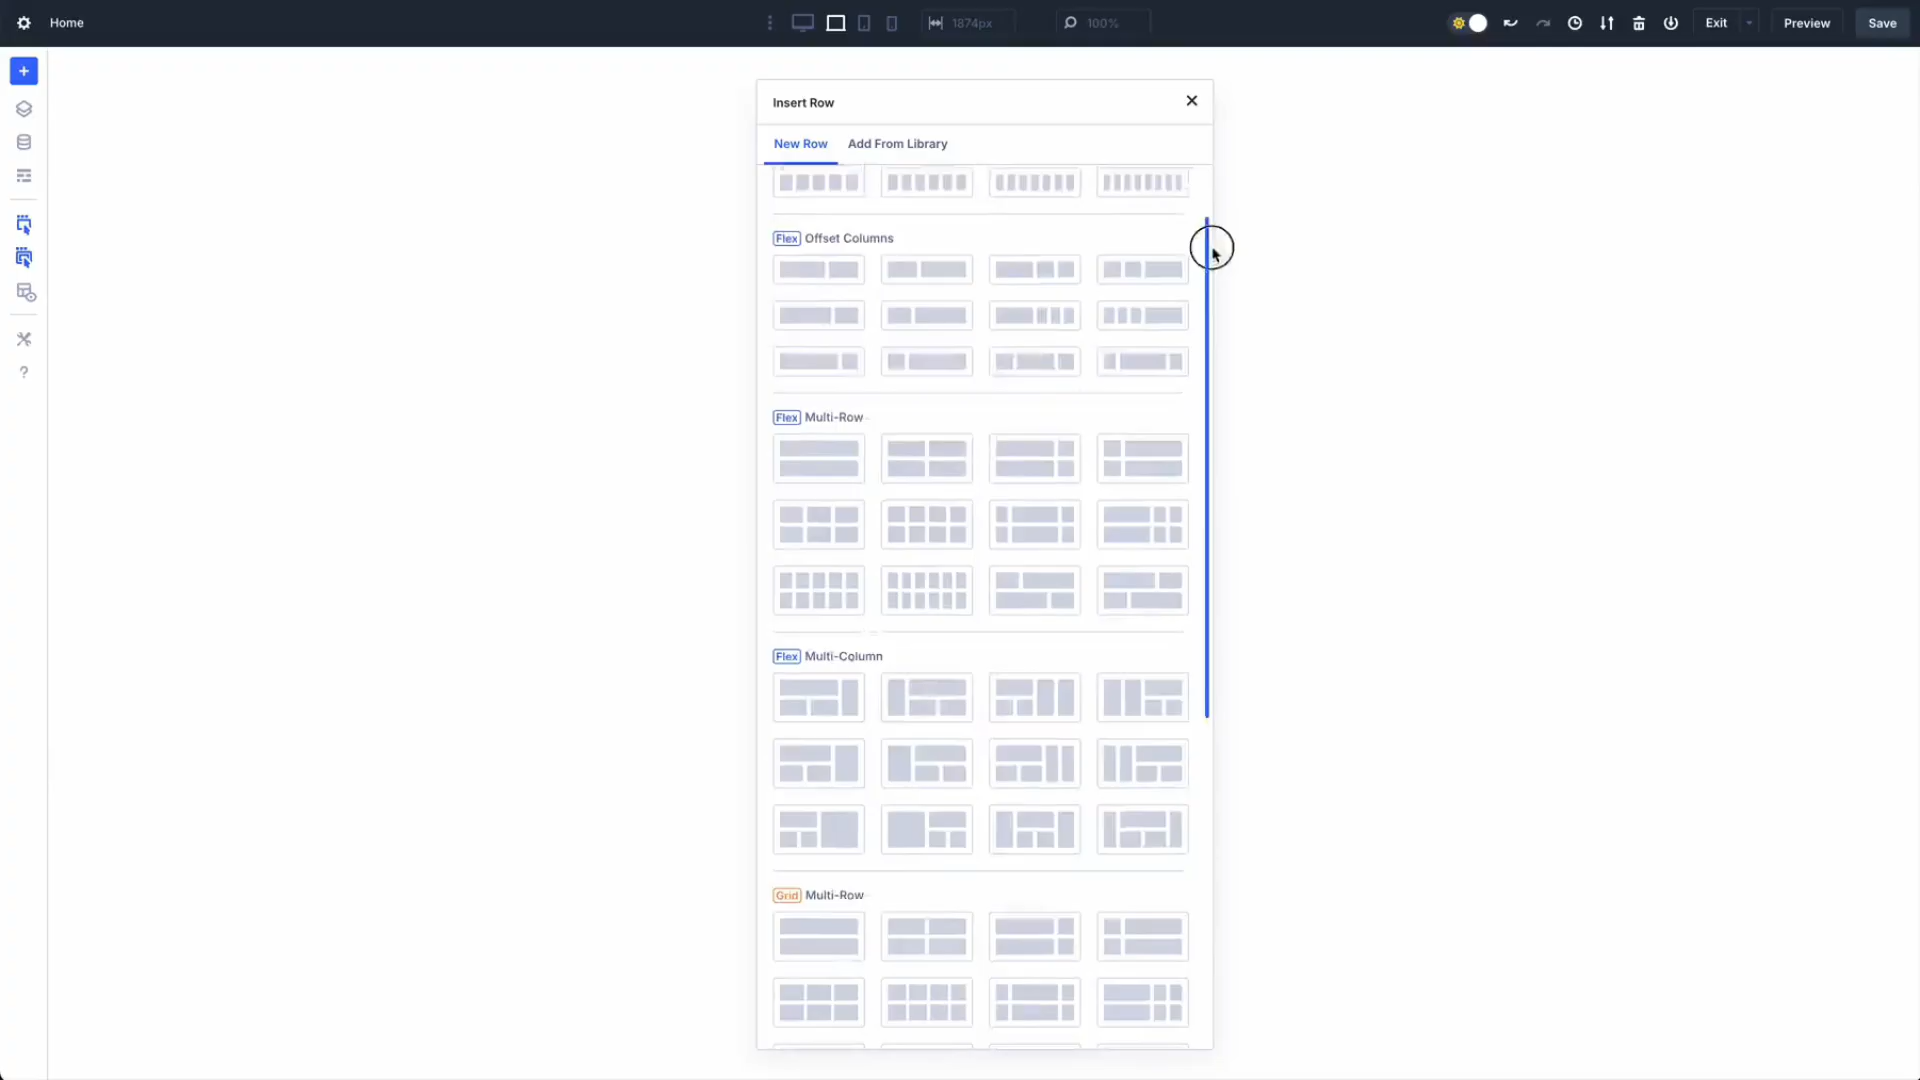 Home
1874px
100%
Exit
Preview
Save
Insert Row
New Row
Add From Library
Flex Offset Columns
Flex Multi-Row
Flex Multi-Column
Grid Multi-Row
?